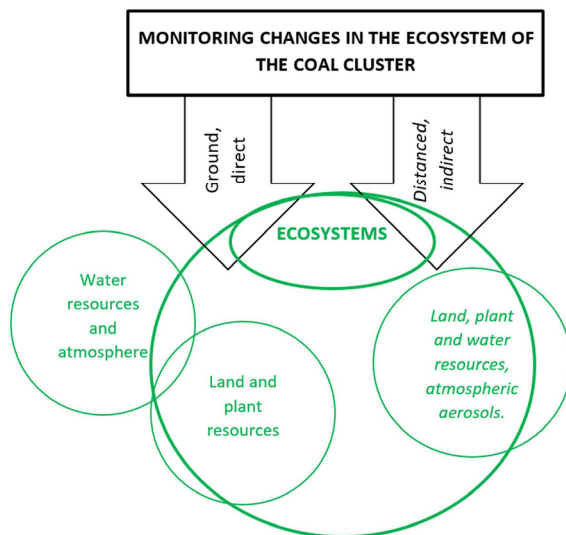 MONITORING CHANGES IN THE ECOSYSTEM OF
THE COAL CLUSTER
Ground,
direct
Distanced,
indirect
ECOSYSTEMS
Water
resources
and
atmosphere
Land and
plant
resources
Land, plant
and water
resources,
atmospheric
aerosols.